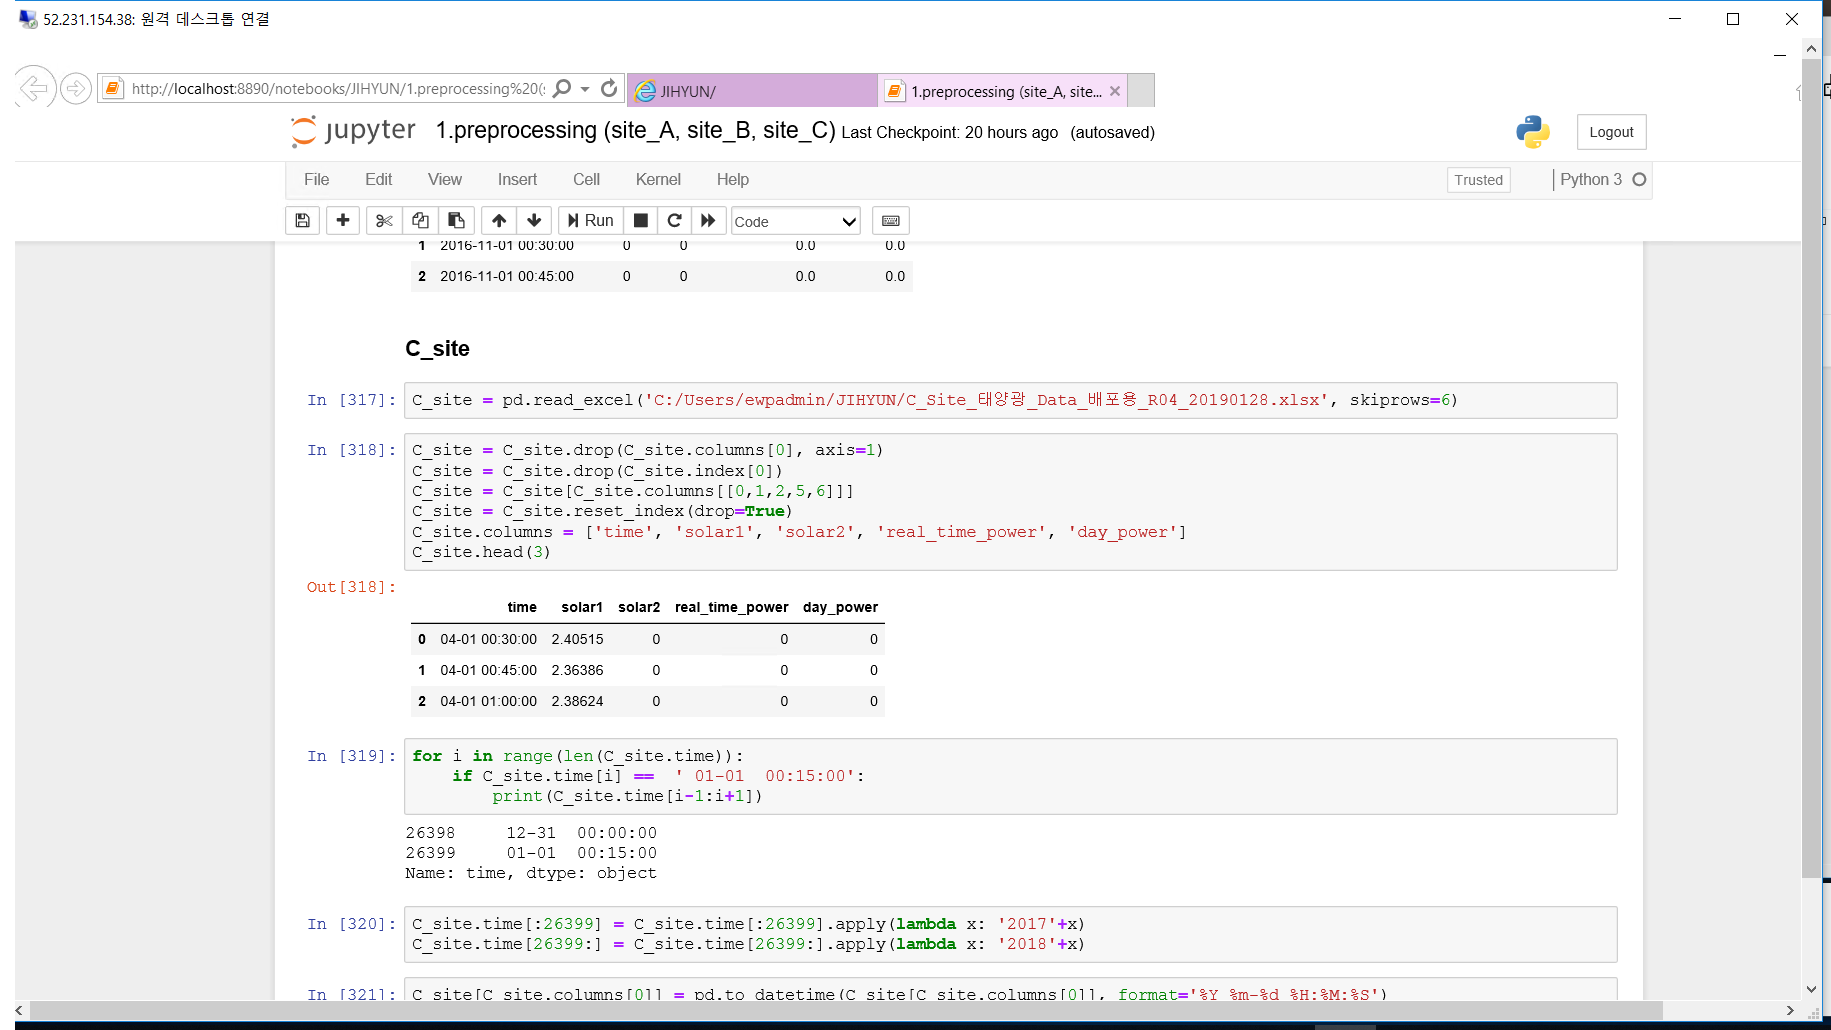 52.231.154.38: 원격 데스크톱 연결
http://localhost:8890/notebooks/JIHYUN/1.preprocessing%20(
JIHYUN/
1.preprocessing (site_A, site...
jupyter 1.preprocessing (site_A, site_B, site_C) Last Checkpoint: 20 hours ago (autosaved)
Logout
File Edit View Insert Cell Kernel Help
Trusted
Python 3
Run
Code
1 2016-11-01 00:30:00 0 0 0.0 0.0
2 2016-11-01 00:45:00 0 0 0.0 0.0
C_site
In [317]: C_site = pd.read_excel('C:/Users/ewpadmin/JIHYUN/C_Site_태양광_Data_배포용_R04_20190128.xlsx', skiprows=6)
In [318]: C_site = C_site.drop(C_site.columns[0], axis=1)
C_site = C_site.drop(C_site.index[0])
C_site = C_site[C_site.columns[[0,1,2,5,6]]]
C_site = C_site.reset_index(drop=True)
C_site.columns = ['time', 'solar1', 'solar2', 'real_time_power', 'day_power']
C_site.head(3)
Out[318]:
time solar1 solar2 real_time_power day_power
0 04-01 00:30:00 2.40515 0 0 0
1 04-01 00:45:00 2.36386 0 0 0
2 04-01 01:00:00 2.38624 0 0 0
In [319]: for i in range(len(C_site.time)):
if C_site.time[i] == ' 01-01  00:15:00':
print(C_site.time[i-1:i+1])
26398 12-31 00:00:00
26399 01-01 00:15:00
Name: time, dtype: object
In [320]: C_site.time[:26399] = C_site.time[:26399].apply(lambda x: '2017'+x)
C_site.time[26399:] = C_site.time[26399:].apply(lambda x: '2018'+x)
In [321]: C_site[C_site.columns[0]] = pd.to_datetime(C_site[C_site.columns[0]], format='%Y %m-%d %H:%M:%S')